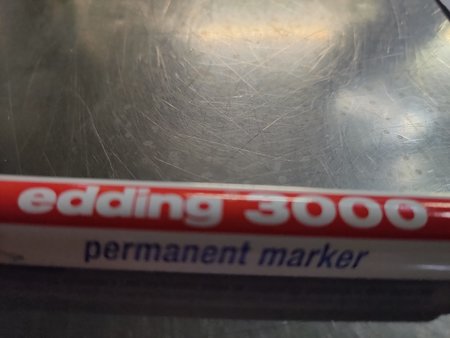 edding 3000
permanent marker